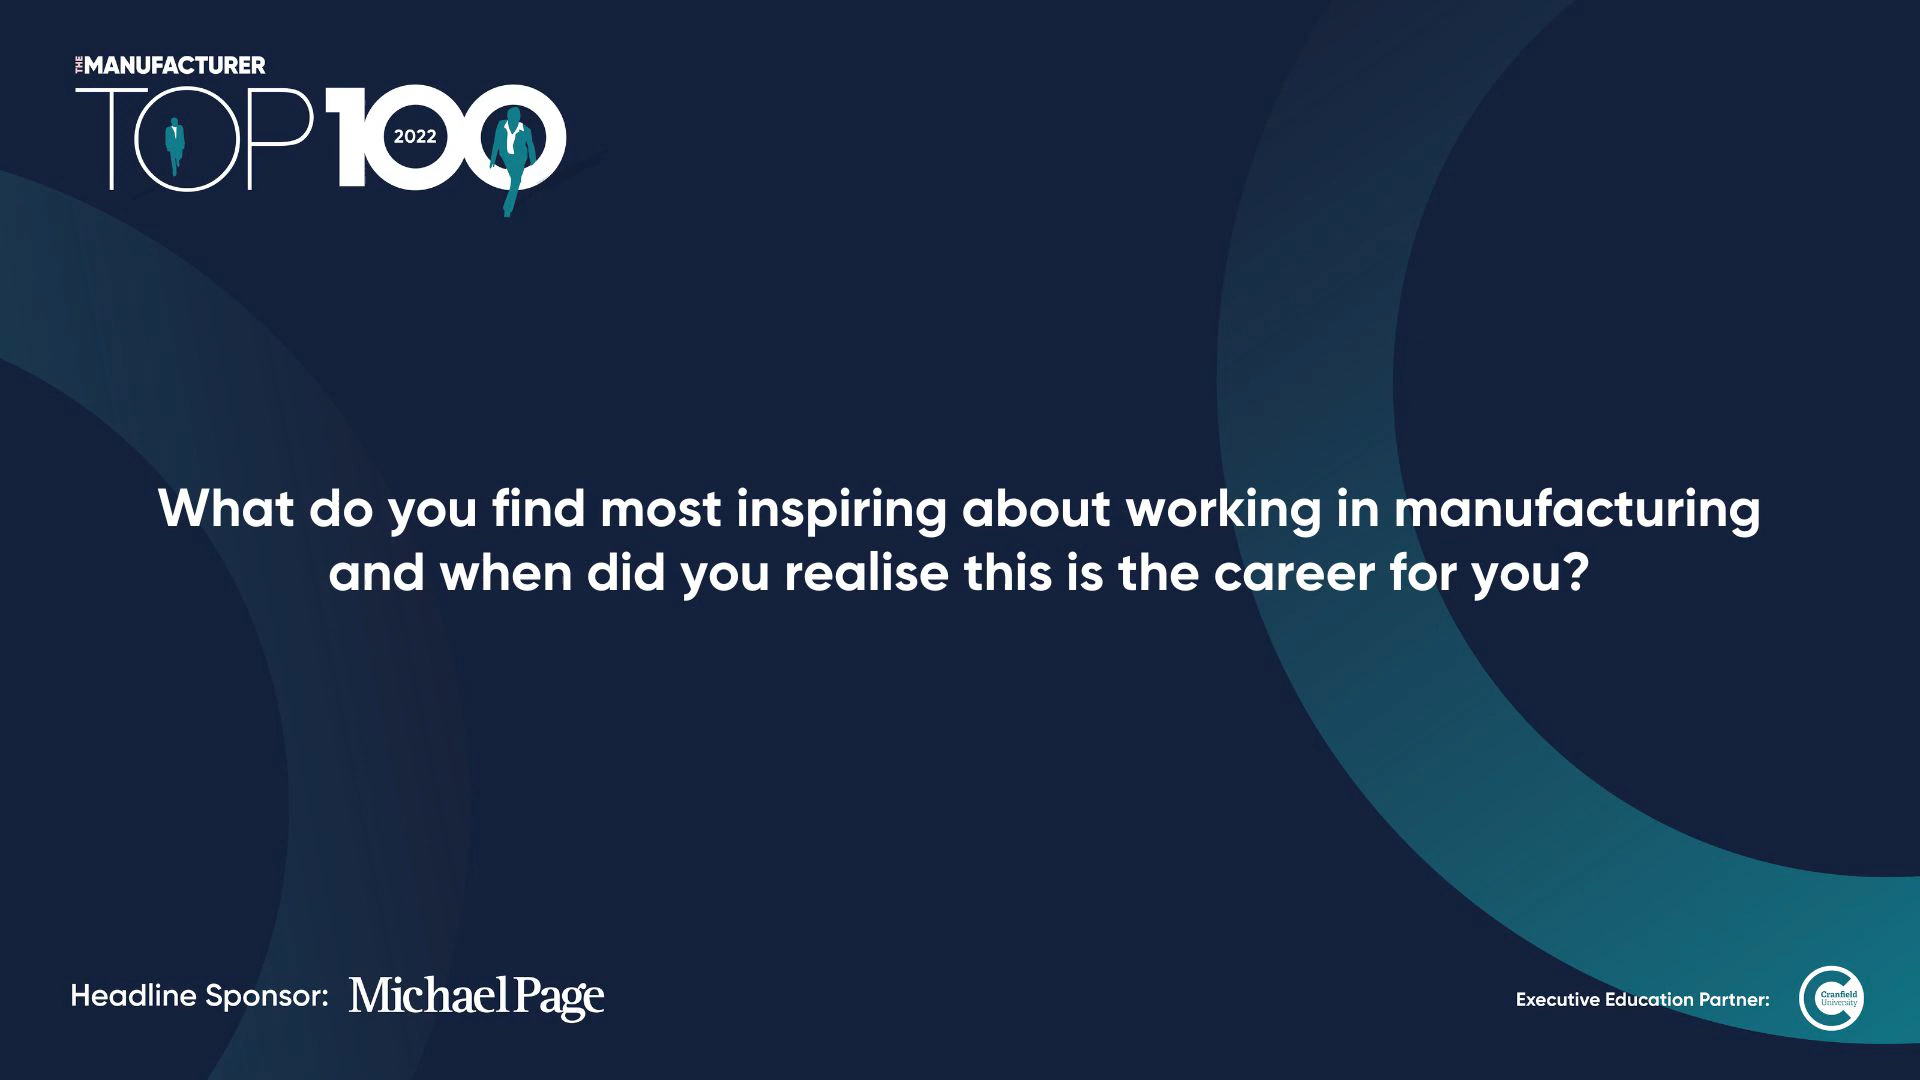 THE MANUFACTURER
TOP 100
2022
What do you find most inspiring about working in manufacturing
and when did you realise this is the career for you?
Headline Sponsor: Michael Page
Executive Education Partner:
Cranfield
University